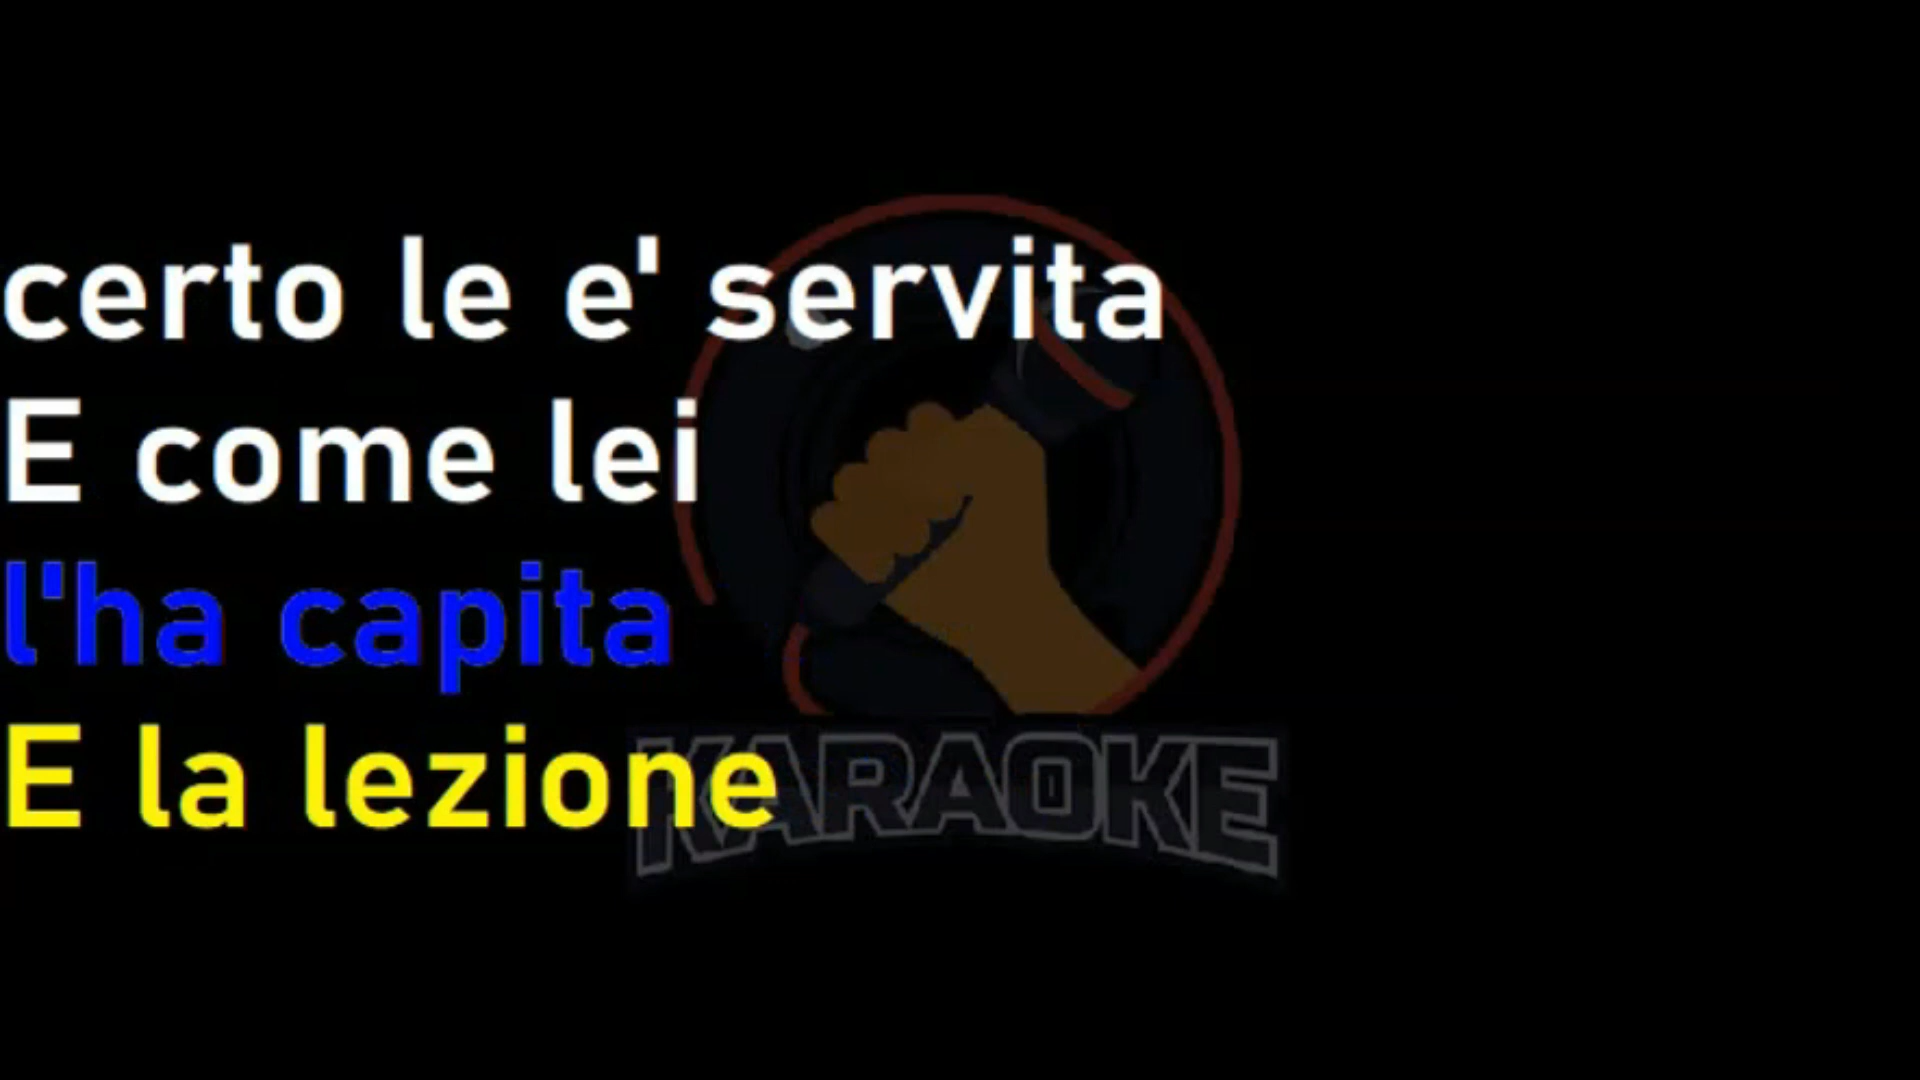 certo le e' servita
E come lei
l'ha capita
E la lezione
KARAOKE